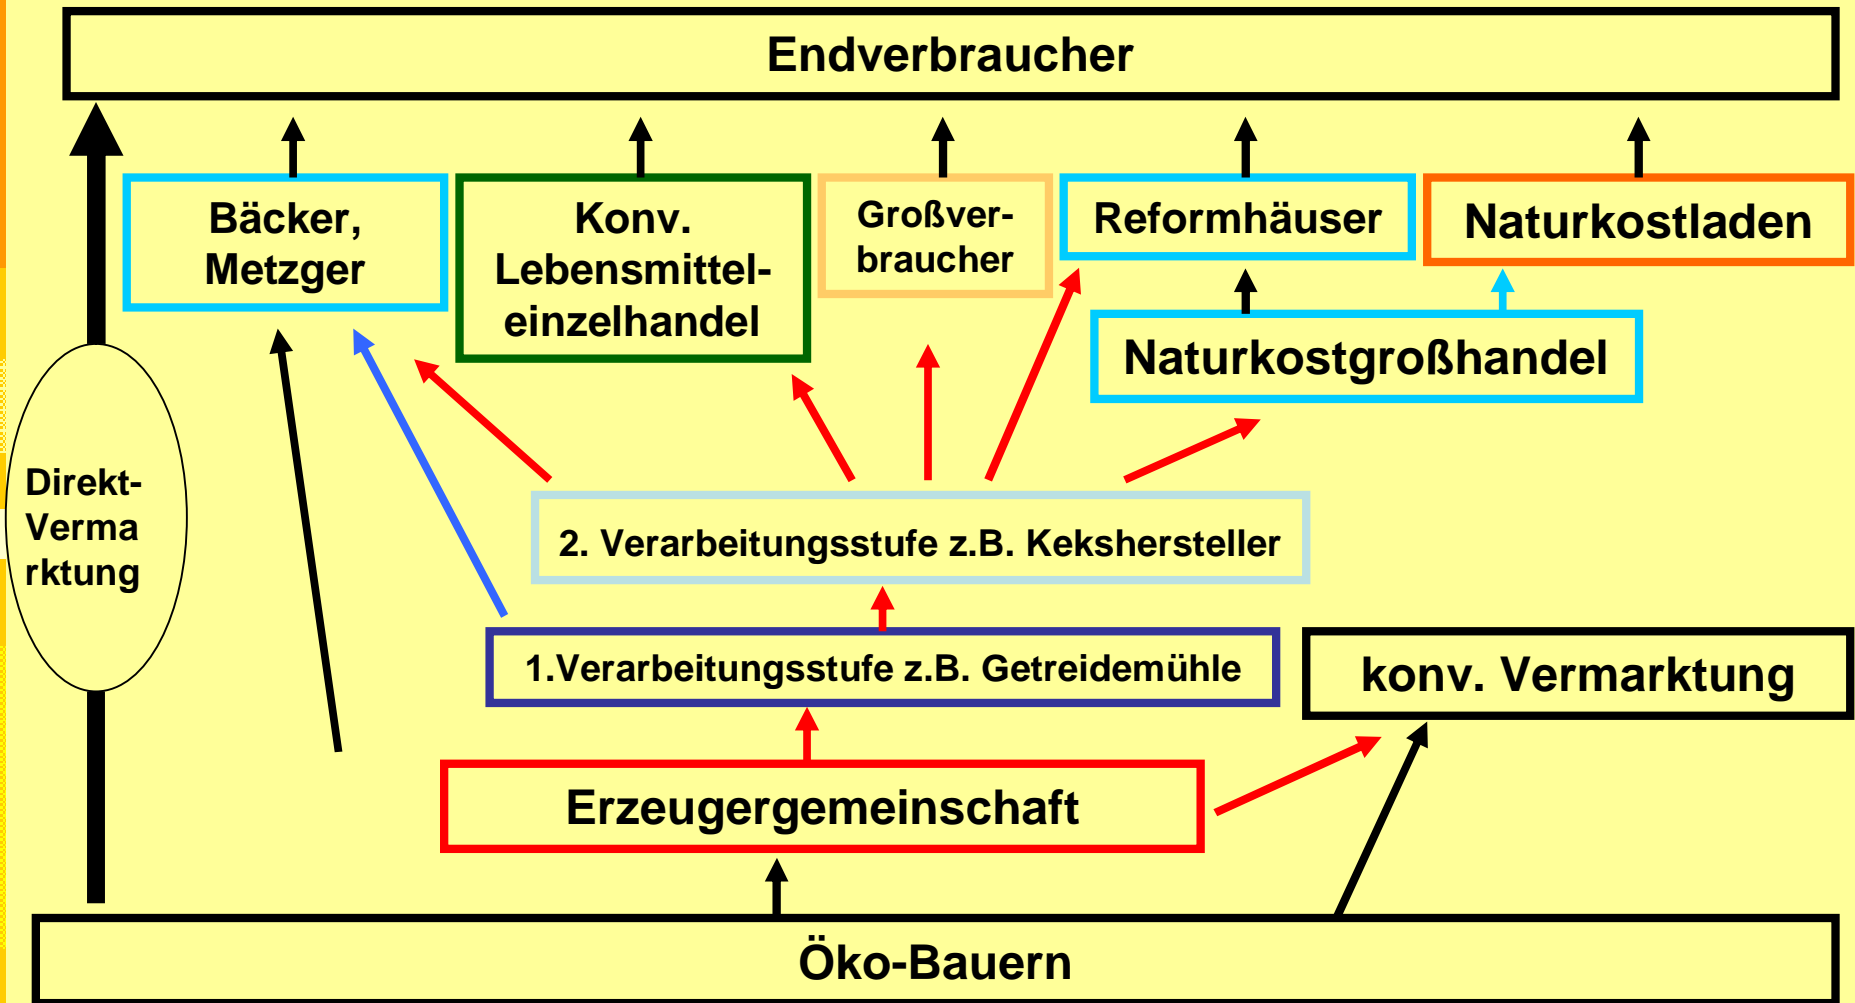 Endverbraucher
Bäcker,
Metzger
Konv.
Lebensmittel-
einzelhandel
Großver-
braucher
Reformhäuser
Naturkostladen
Naturkostgroßhandel
Direkt-
Verma
rktung
2. Verarbeitungsstufe z.B. Kekshersteller
1.Verarbeitungsstufe z.B. Getreidemühle
konv. Vermarktung
Erzeugergemeinschaft
Öko-Bauern